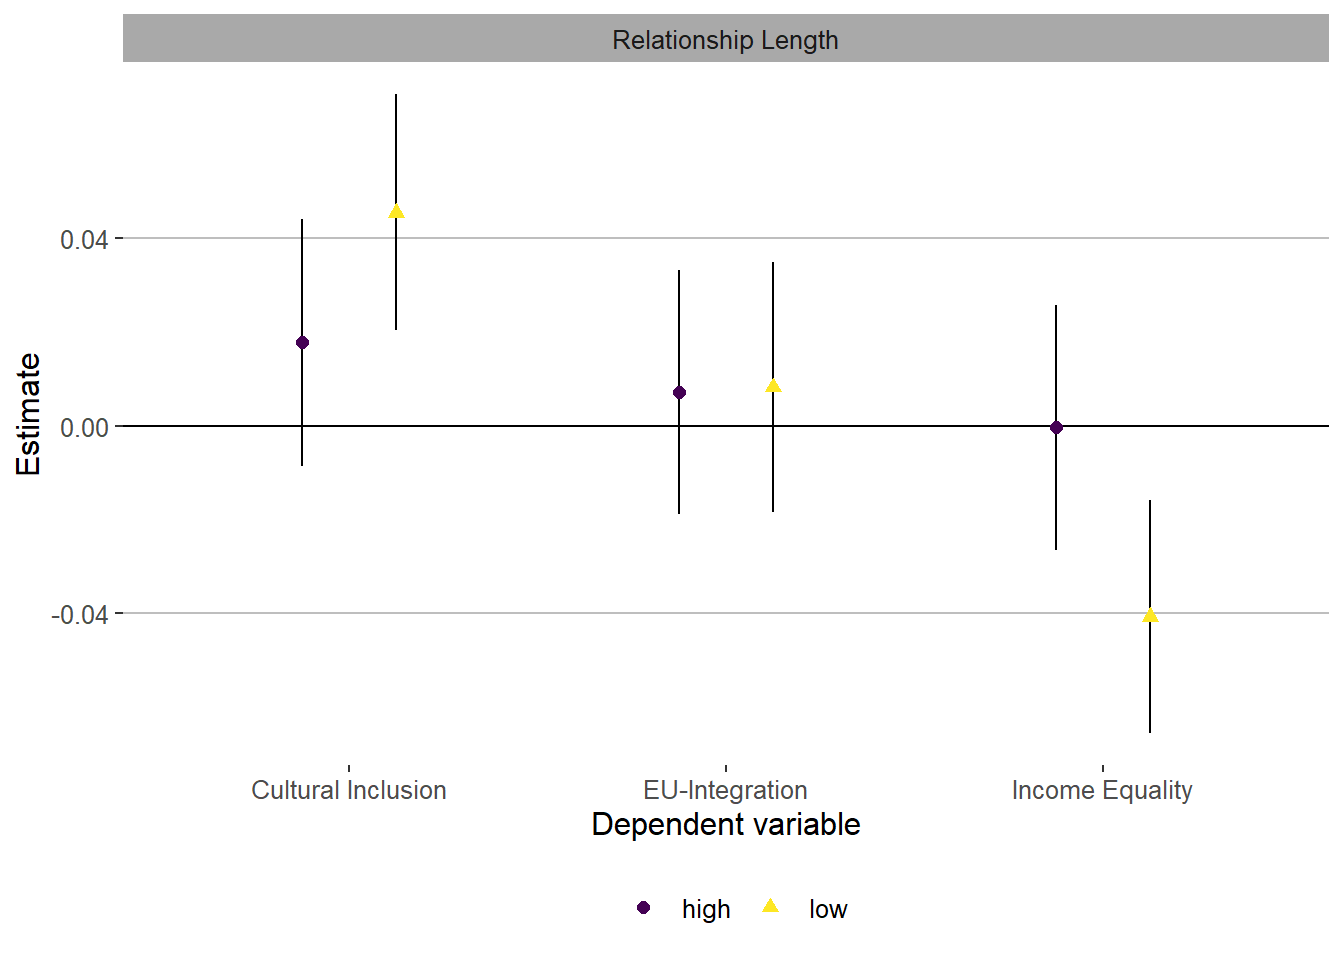 Relationship Length
0.04
0.00
-0.04
Estimate
Cultural Inclusion EU-Integration Income Equality
Dependent variable
high low